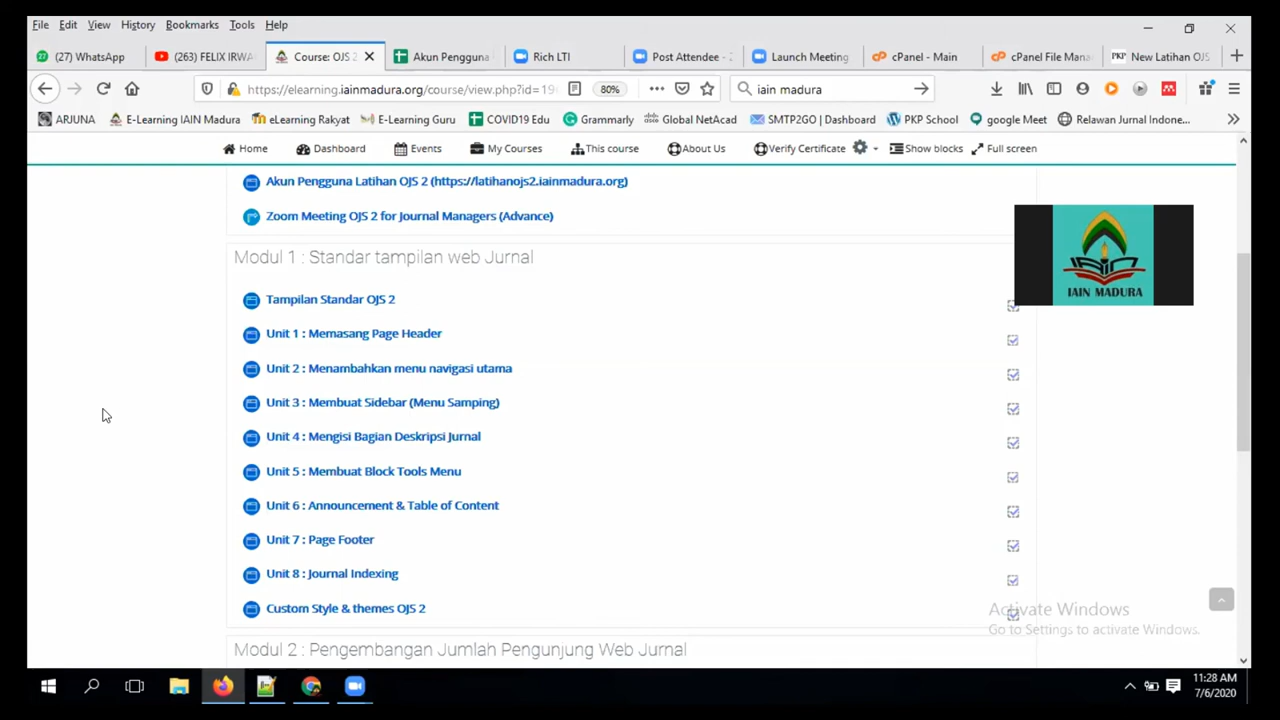 File Edit View History Bookmarks Tools Help
(27) WhatsApp
(263) FELIX IRWA
Course: OJS 2
Akun Pengguna
Rich LTI
Post Attendee - Z
Launch Meeting
cPanel - Main
cPanel File Mana
PKP New Latihan OJS
https://elearning.iainmadura.org/course/view.php?id=19
80%
iain madura
ARJUNA
E-Learning IAIN Madura
eLearning Rakyat
E-Learning Guru
COVID19 Edu
Grammarly
Global NetAcad
SMTP2GO | Dashboard
PKP School
google Meet
Relawan Jurnal Indone...
Home
Dashboard
Events
My Courses
This course
About Us
Verify Certificate
Show blocks
Full screen
Akun Pengguna Latihan OJS 2 (https://latihanojs2.iainmadura.org)
Zoom Meeting OJS 2 for Journal Managers (Advance)
Modul 1 : Standar tampilan web Jurnal
IAIN MADURA
Tampilan Standar OJS 2
Unit 1 : Memasang Page Header
Unit 2 : Menambahkan menu navigasi utama
Unit 3 : Membuat Sidebar (Menu Samping)
Unit 4 : Mengisi Bagian Deskripsi Jurnal
Unit 5 : Membuat Block Tools Menu
Unit 6 : Announcement & Table of Content
Unit 7 : Page Footer
Unit 8 : Journal Indexing
Custom Style & themes OJS 2
Activate Windows
Go to Settings to activate Windows.
Modul 2 : Pengembangan Jumlah Pengunjung Web Jurnal
11:28 AM
7/6/2020